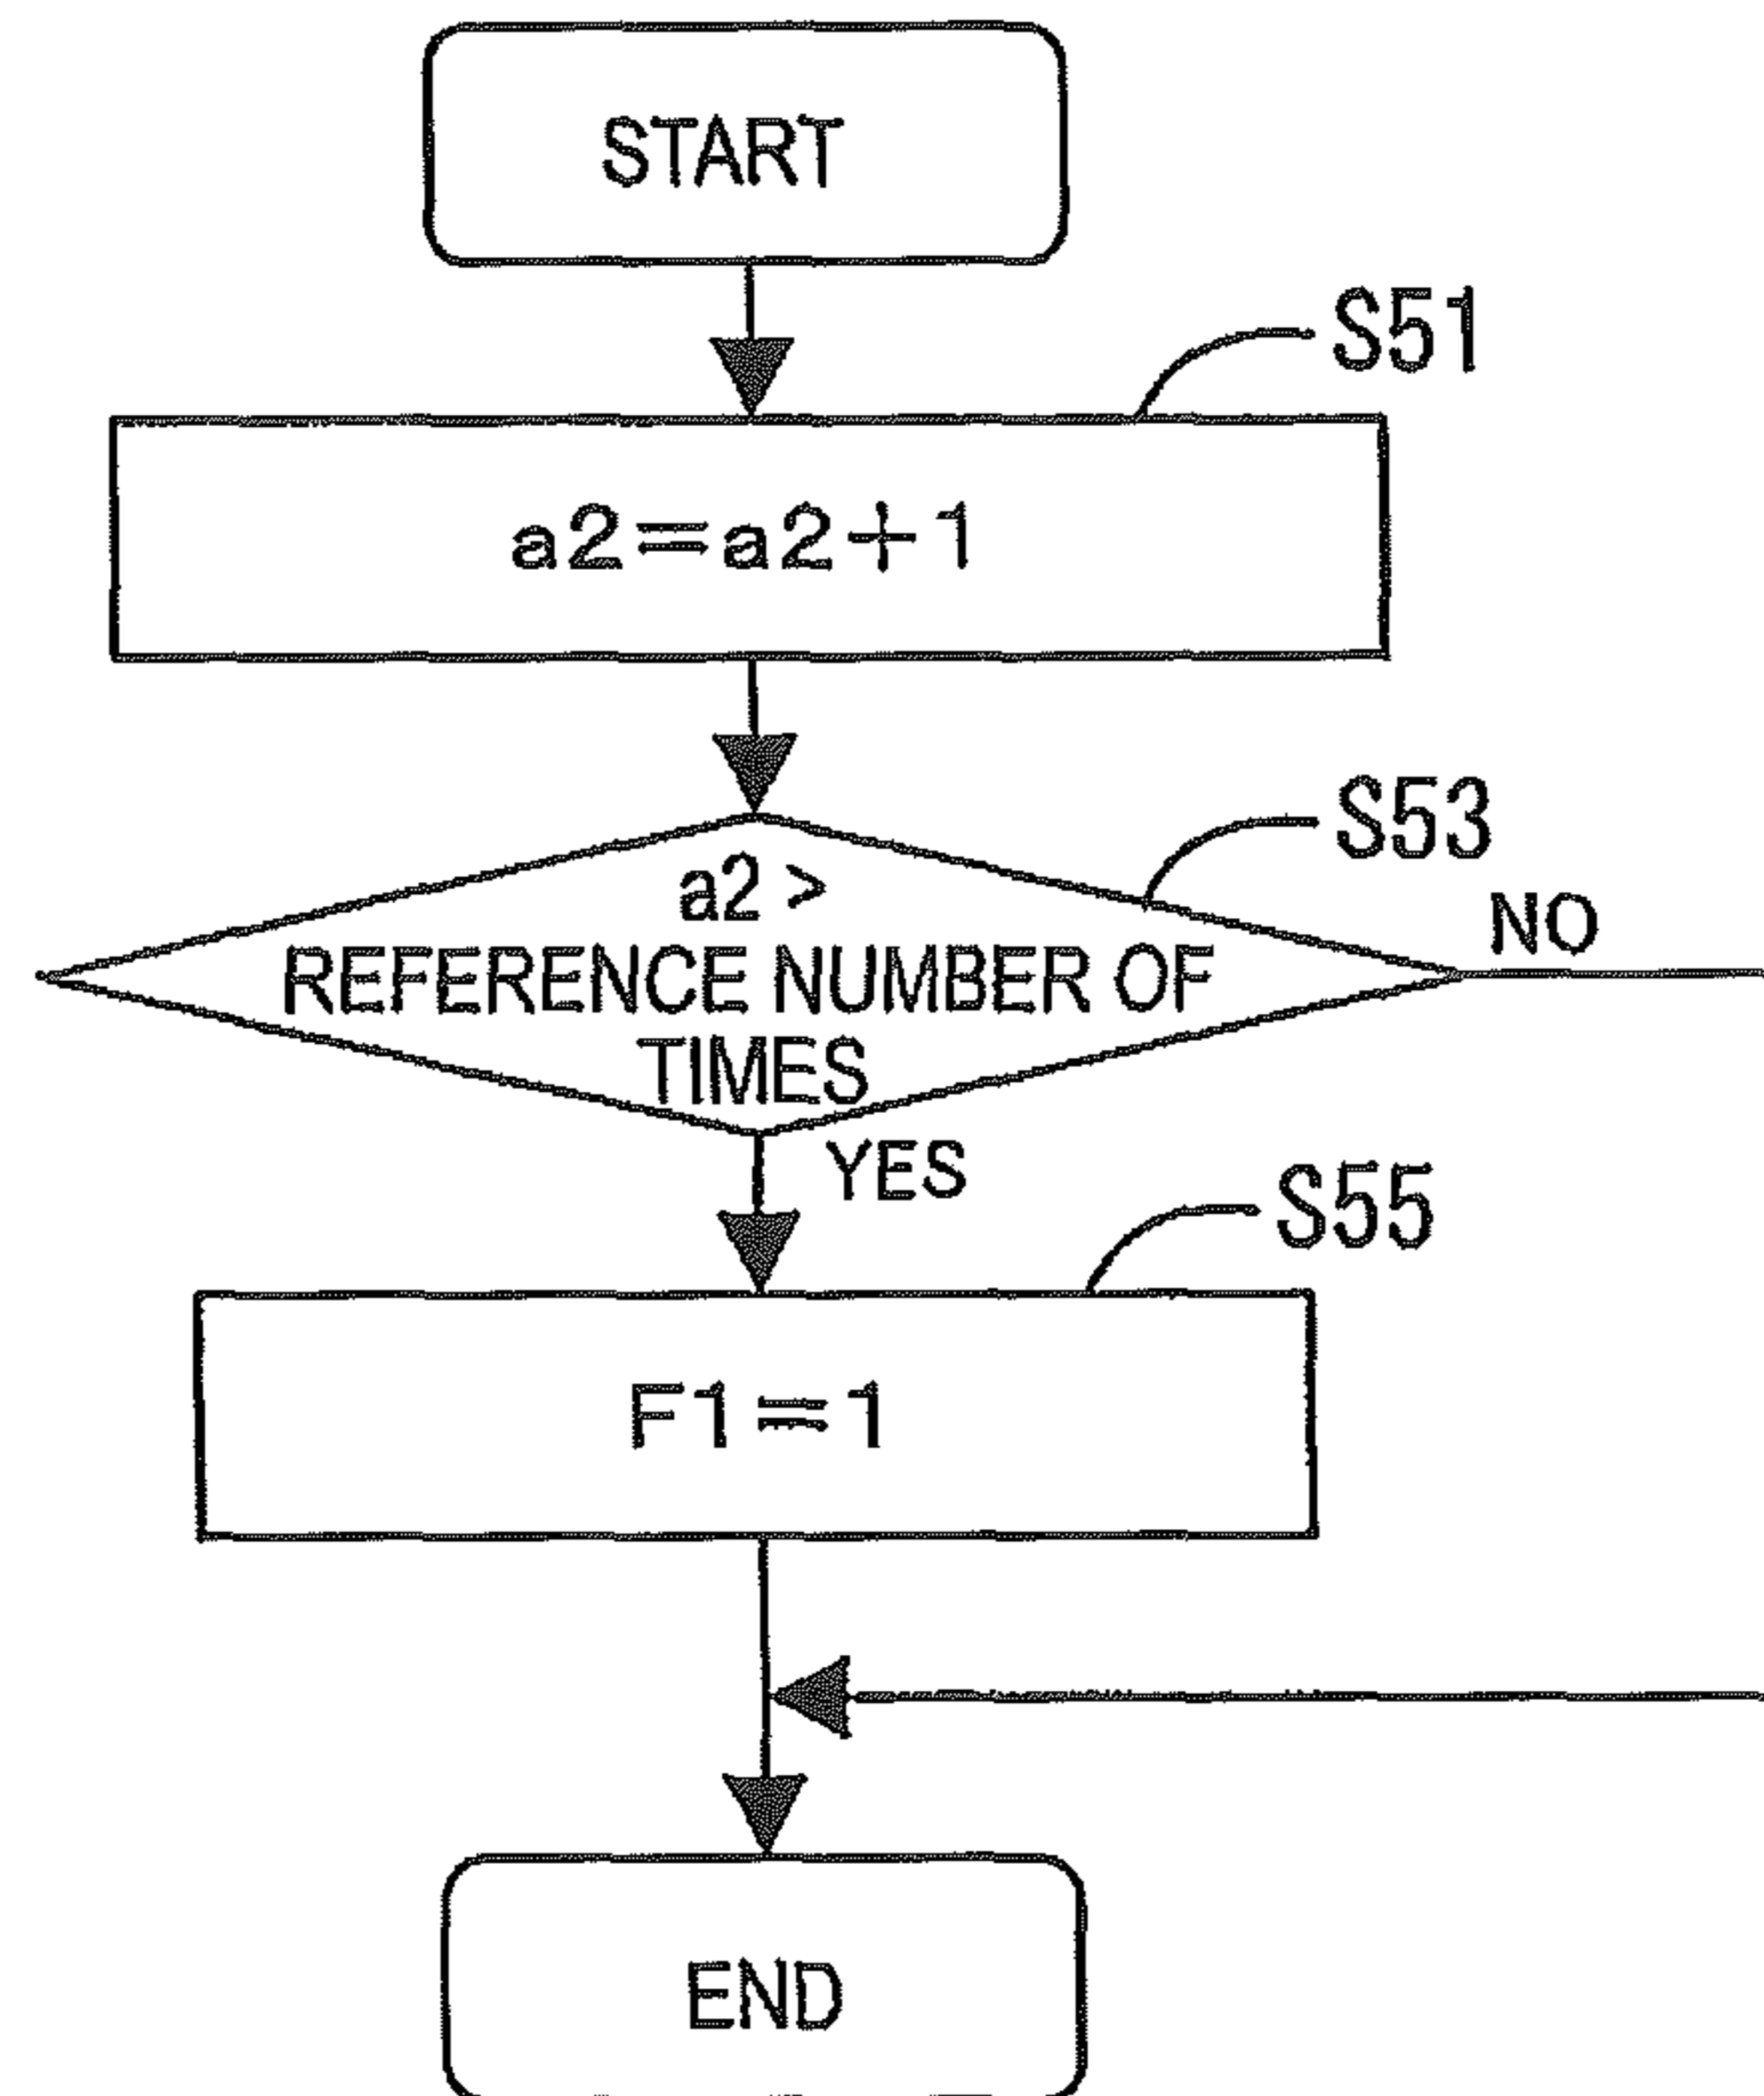 START
S51
a2=a2+1
S53
a2>
REFERENCE NUMBER OF
TIMES
NO
YES
S55
F1=1
END